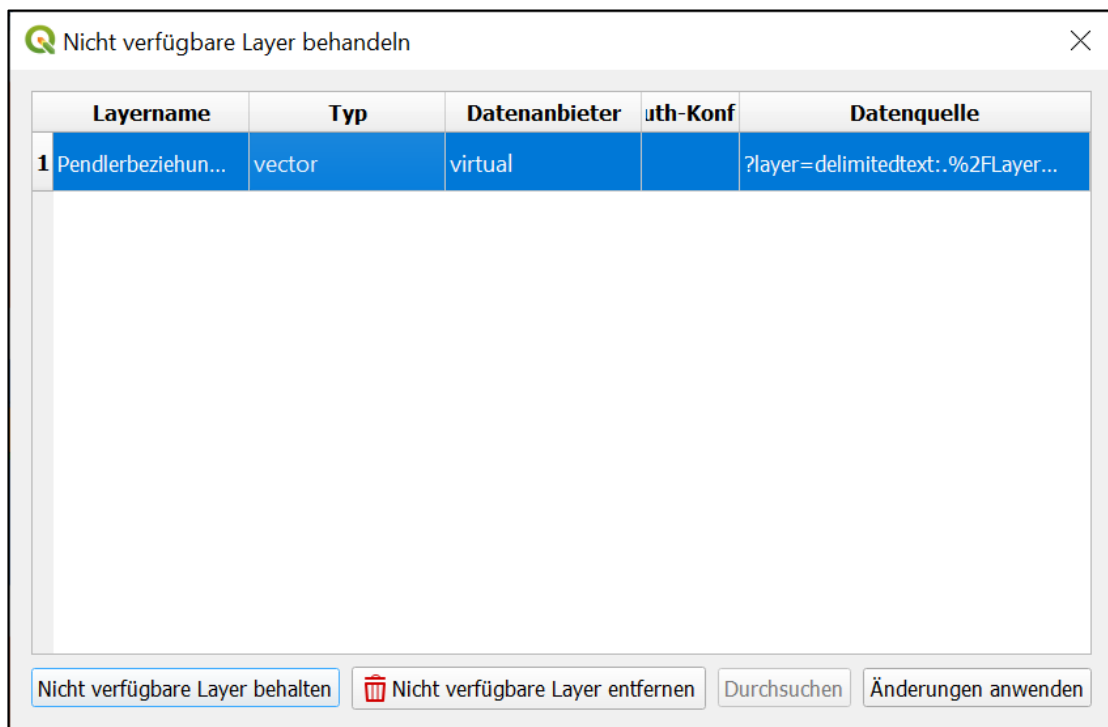 Nicht verfügbare Layer behandeln
Layername Typ Datenanbieter uth-Konf Datenquelle
1 Pendlerbeziehun... vector virtual ?layer=delimitedtext:.%2FLayer...
Nicht verfügbare Layer behalten Nicht verfügbare Layer entfernen Durchsuchen Änderungen anwenden